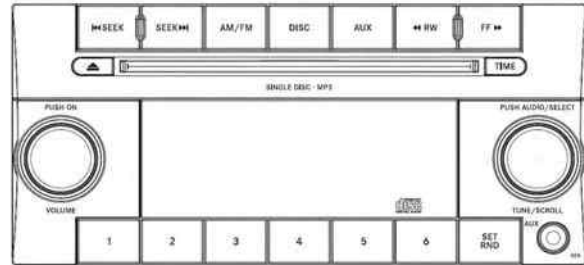 ⏮SEEK SEEK⏭ AM/FM DISC AUX ◀◀ RW FF ▶▶
TIME
SINGLE DISC - MP3
PUSH ON
PUSH AUDIO/SELECT
VOLUME
TUNE/SCROLL
1 2 3 4 5 6 SET RND
AUX